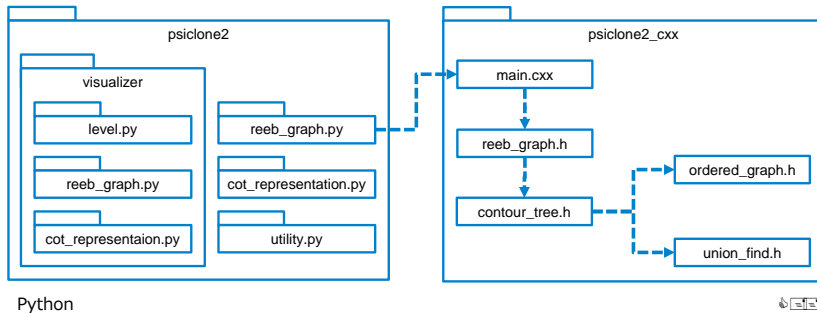 psiclone2
visualizer
level.py
reeb_graph.py
cot_representaion.py
reeb_graph.py
cot_representation.py
utility.py
psiclone2_cxx
main.cxx
reeb_graph.h
contour_tree.h
ordered_graph.h
union_find.h
Python